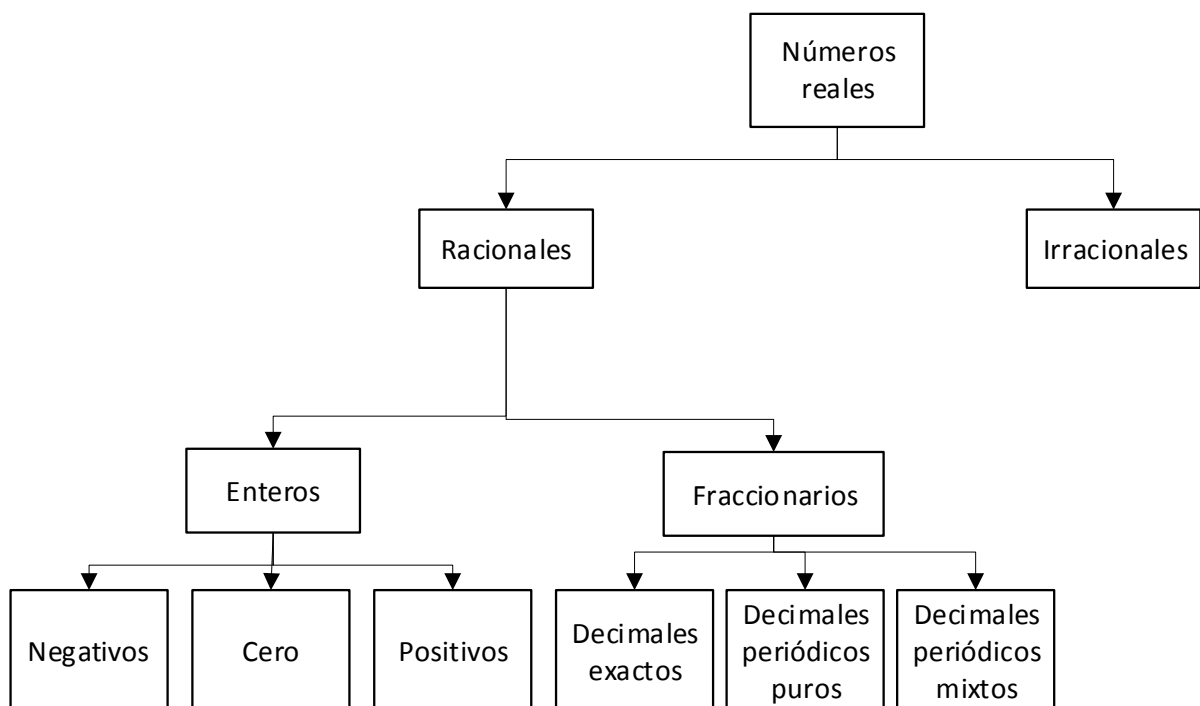 Números
reales
Racionales
Irracionales
Enteros
Fraccionarios
Negativos
Cero
Positivos
Decimales
exactos
Decimales
periódicos
puros
Decimales
periódicos
mixtos